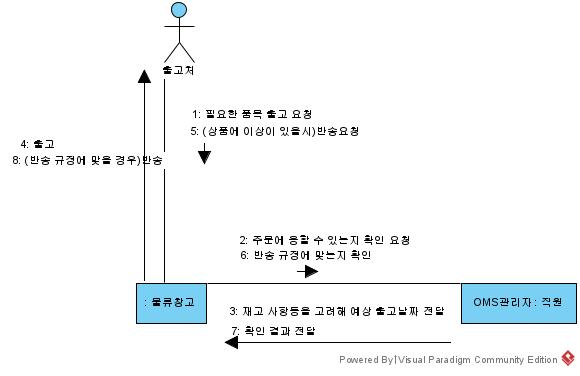 출고처
1: 필요한 품목 출고 요청
5: (상품에 이상이 있을시)반송요청
4: 출고
8: (반송 규정에 맞을 경우)반송
2: 주문에 응할 수 있는지 확인 요청
6: 반송 규정에 맞는지 확인
: 물류창고
3: 재고 사항등을 고려해 예상 출고날짜 전달
OMS관리자 : 직원
7: 확인 결과 전달
Powered By Visual Paradigm Community Edition